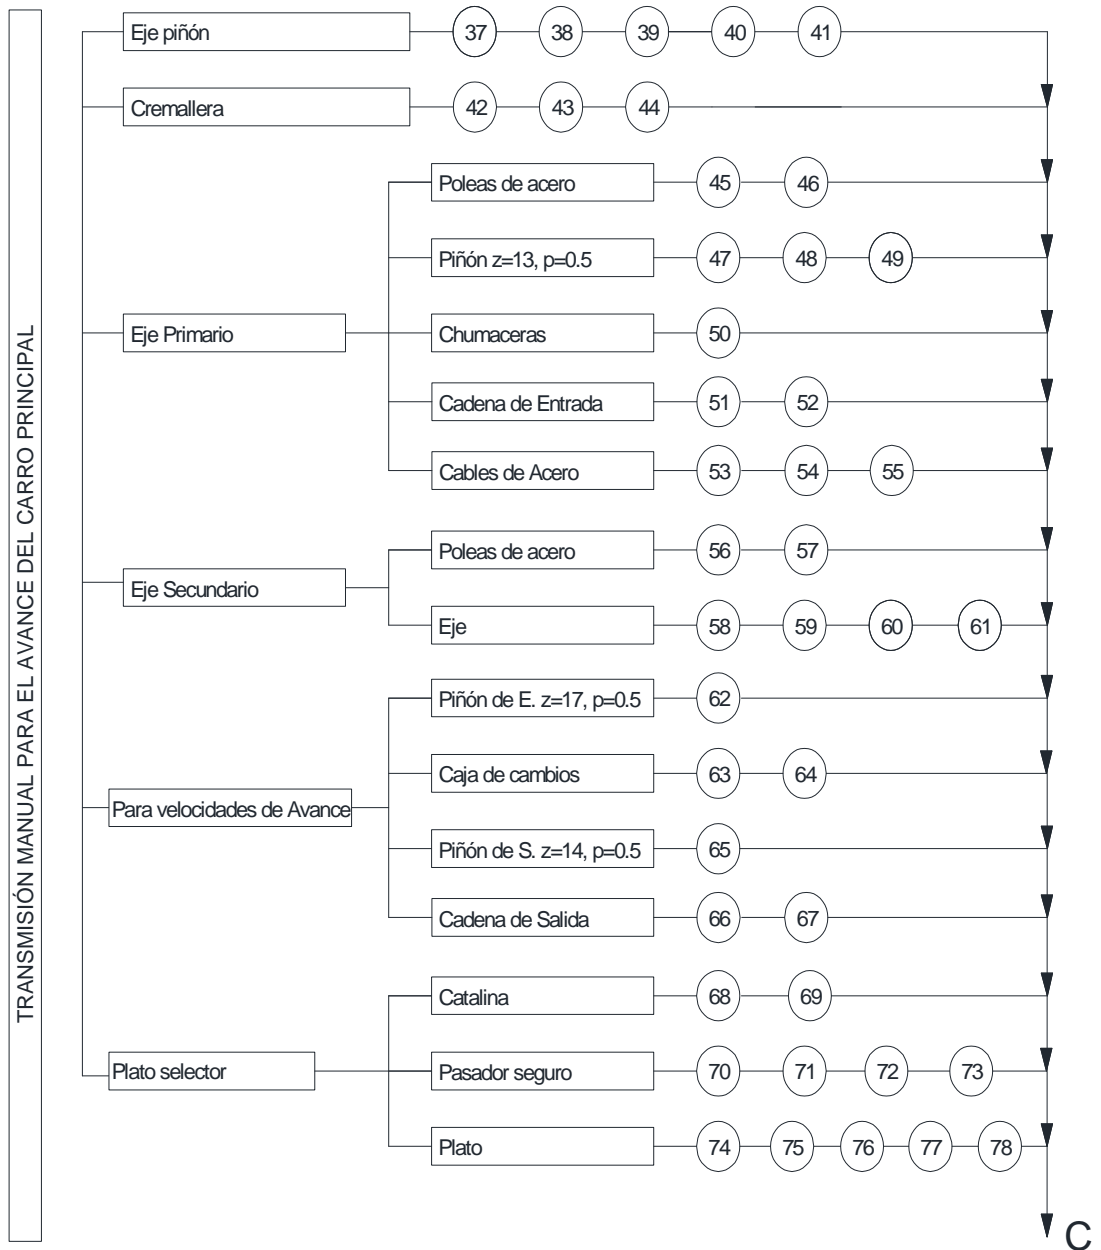 TRANSMISIÓN MANUAL PARA EL AVANCE DEL CARRO PRINCIPAL
Eje piñón 37 38 39 40 41
Cremallera 42 43 44
Eje Primario
Poleas de acero 45 46
Piñón z=13, p=0.5 47 48 49
Chumaceras 50
Cadena de Entrada 51 52
Cables de Acero 53 54 55
Eje Secundario
Poleas de acero 56 57
Eje 58 59 60 61
Para velocidades de Avance
Piñón de E. z=17, p=0.5 62
Caja de cambios 63 64
Piñón de S. z=14, p=0.5 65
Cadena de Salida 66 67
Plato selector
Catalina 68 69
Pasador seguro 70 71 72 73
Plato 74 75 76 77 78
C